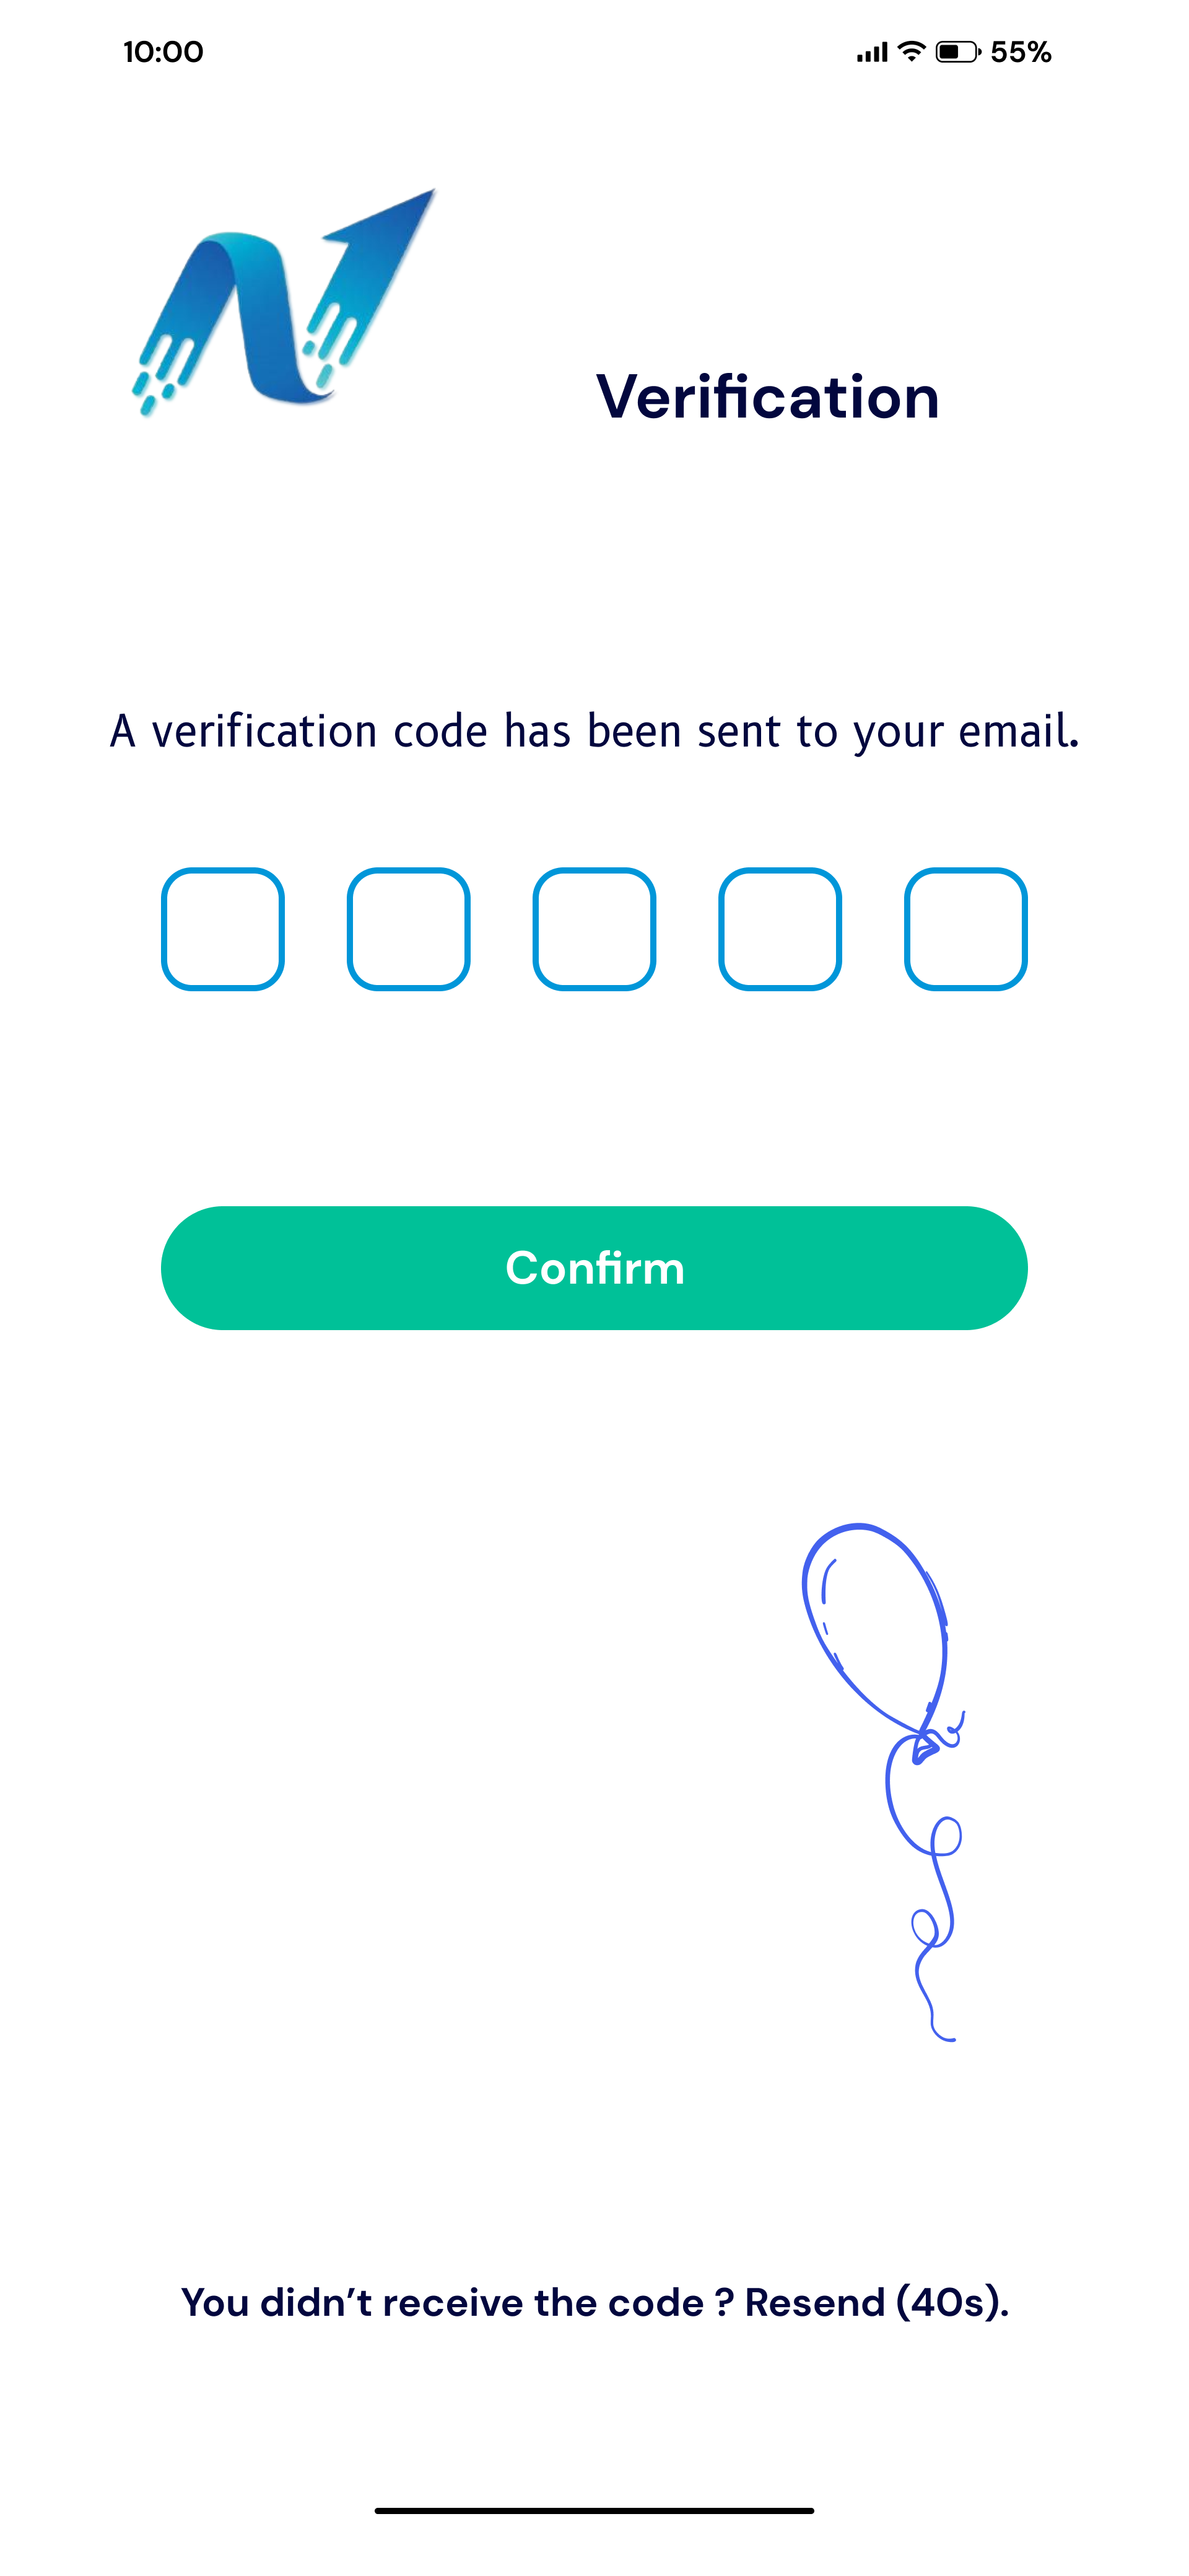 10:00 55%
Verification
A verification code has been sent to your email.
Confirm
You didn’t receive the code ? Resend (40s).